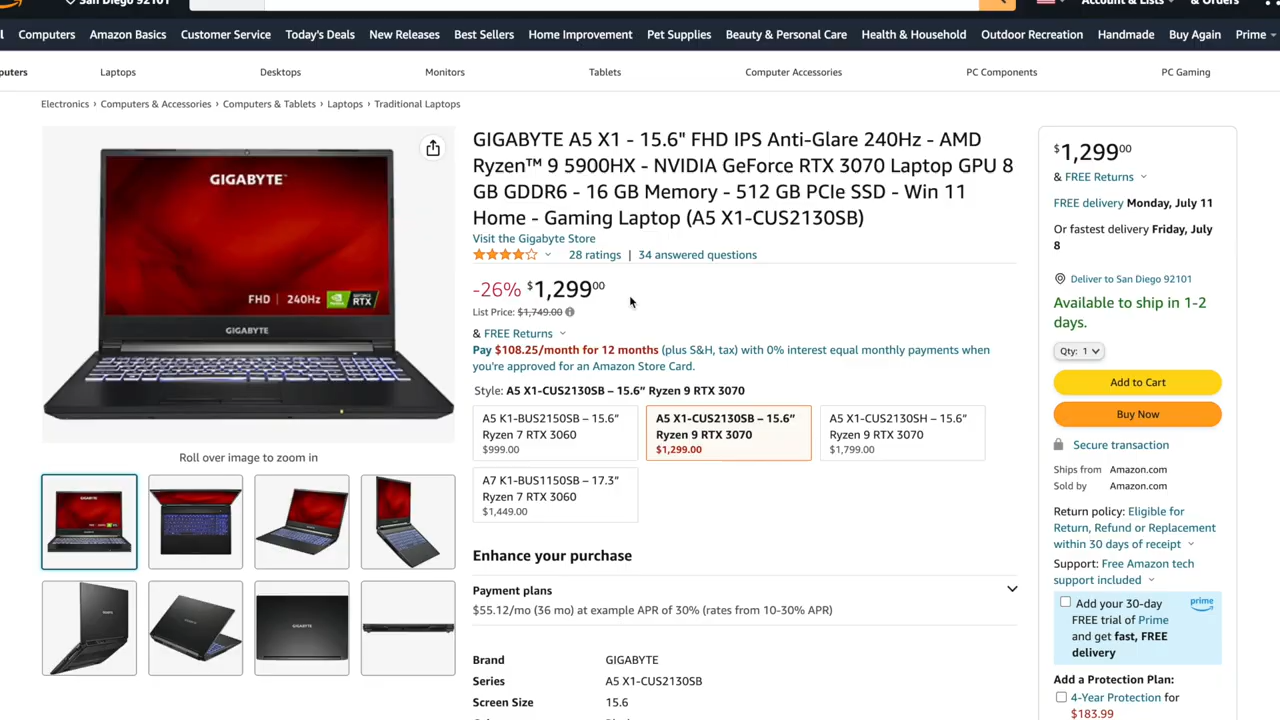 San Diego 92101
Account & Lists
& Orders
Computers
Amazon Basics
Customer Service
Today's Deals
New Releases
Best Sellers
Home Improvement
Pet Supplies
Beauty & Personal Care
Health & Household
Outdoor Recreation
Handmade
Buy Again
Prime
puters
Laptops
Desktops
Monitors
Tablets
Computer Accessories
PC Components
PC Gaming
Electronics › Computers & Accessories › Computers & Tablets › Laptops › Traditional Laptops
GIGABYTE™
FHD | 240Hz
GEFORCE RTX
GIGABYTE
Roll over image to zoom in
GIGABYTE A5 X1 - 15.6" FHD IPS Anti-Glare 240Hz - AMD
Ryzen™ 9 5900HX - NVIDIA GeForce RTX 3070 Laptop GPU 8
GB GDDR6 - 16 GB Memory - 512 GB PCIe SSD - Win 11
Home - Gaming Laptop (A5 X1-CUS2130SB)
Visit the Gigabyte Store
28 ratings | 34 answered questions
-26% $1,299⁰⁰
List Price: $1,749.00
& FREE Returns
Pay $108.25/month for 12 months (plus S&H, tax) with 0% interest equal monthly payments when
you're approved for an Amazon Store Card.
Style: A5 X1-CUS2130SB – 15.6” Ryzen 9 RTX 3070
A5 K1-BUS2150SB – 15.6”
Ryzen 7 RTX 3060
$999.00
A5 X1-CUS2130SB – 15.6”
Ryzen 9 RTX 3070
$1,299.00
A5 X1-CUS2130SH – 15.6”
Ryzen 9 RTX 3070
$1,799.00
A7 K1-BUS1150SB – 17.3”
Ryzen 7 RTX 3060
$1,449.00
Enhance your purchase
Payment plans
$55.12/mo (36 mo) at example APR of 30% (rates from 10-30% APR)
Brand GIGABYTE
Series A5 X1-CUS2130SB
Screen Size 15.6
$1,299⁰⁰
& FREE Returns
FREE delivery Monday, July 11
Or fastest delivery Friday, July
8
Deliver to San Diego 92101
Available to ship in 1-2
days.
Qty: 1
Add to Cart
Buy Now
Secure transaction
Ships from Amazon.com
Sold by Amazon.com
Return policy: Eligible for
Return, Refund or Replacement
within 30 days of receipt
Support: Free Amazon tech
support included
Add your 30-day
FREE trial of Prime
and get fast, FREE
delivery
prime
Add a Protection Plan:
4-Year Protection for
$183.99